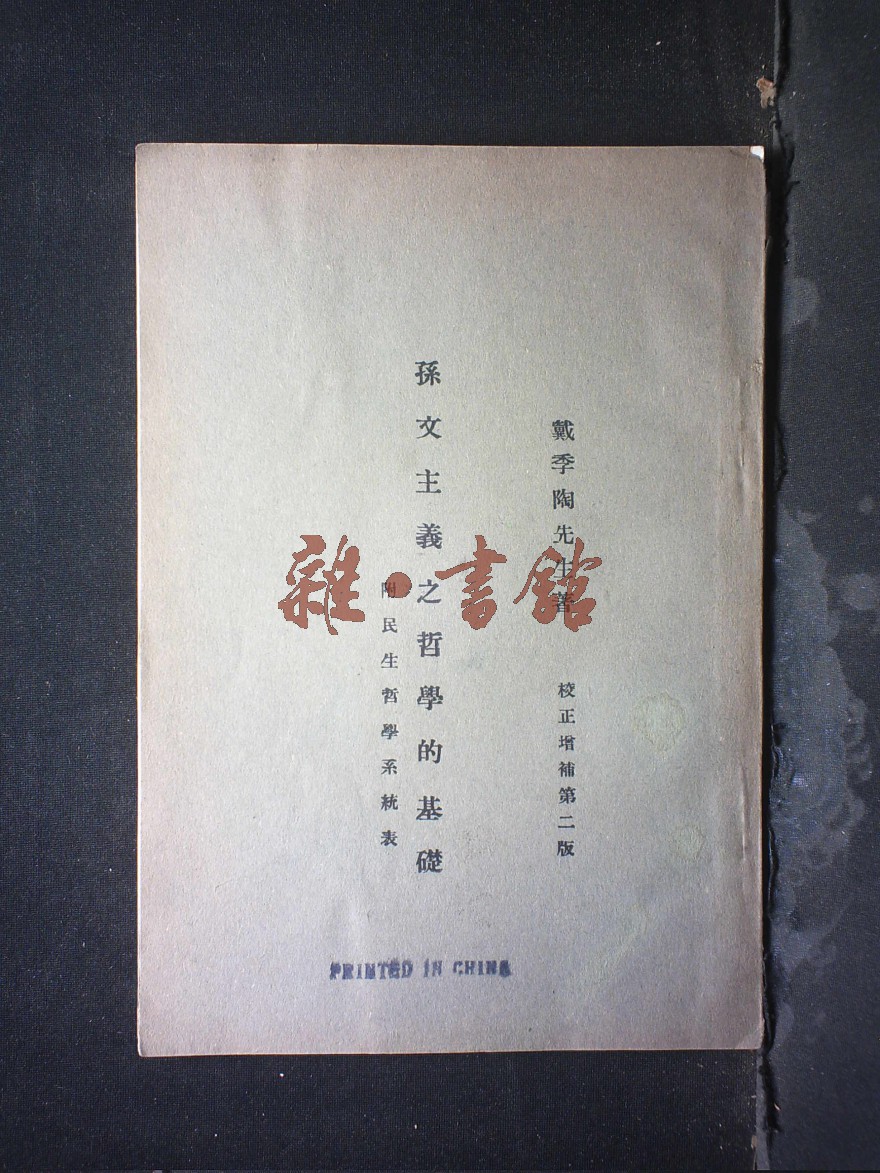 戴季陶先生著
校正增補第二版
孫文主義之哲學的基礎
附民生哲學系統表
雜·書館
PRINTED IN CHINA